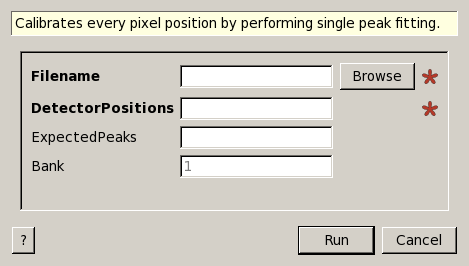 Calibrates every pixel position by performing single peak fitting.
Filename Browse *
DetectorPositions *
ExpectedPeaks
Bank 1
? Run Cancel